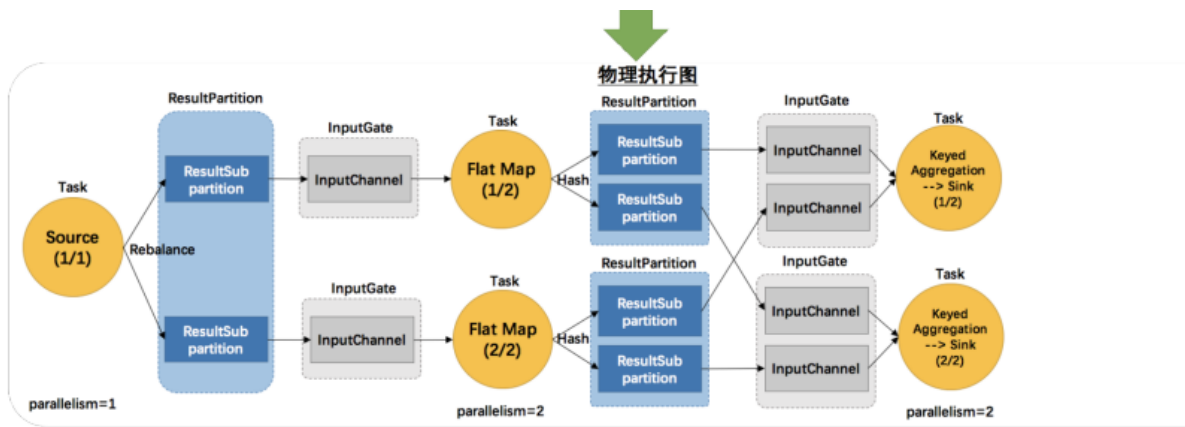 物理执行图
ResultPartition
ResultSub
partition
ResultSub
partition
Task
Source
(1/1)
Rebalance
parallelism=1
InputGate
InputChannel
InputGate
InputChannel
Task
Flat Map
(1/2)
Hash
Task
Flat Map
(2/2)
Hash
parallelism=2
ResultPartition
ResultSub
partition
ResultSub
partition
ResultPartition
ResultSub
partition
ResultSub
partition
InputGate
InputChannel
InputChannel
InputGate
InputChannel
InputChannel
Task
Keyed
Aggregation
--> Sink
(1/2)
Task
Keyed
Aggregation
--> Sink
(2/2)
parallelism=2